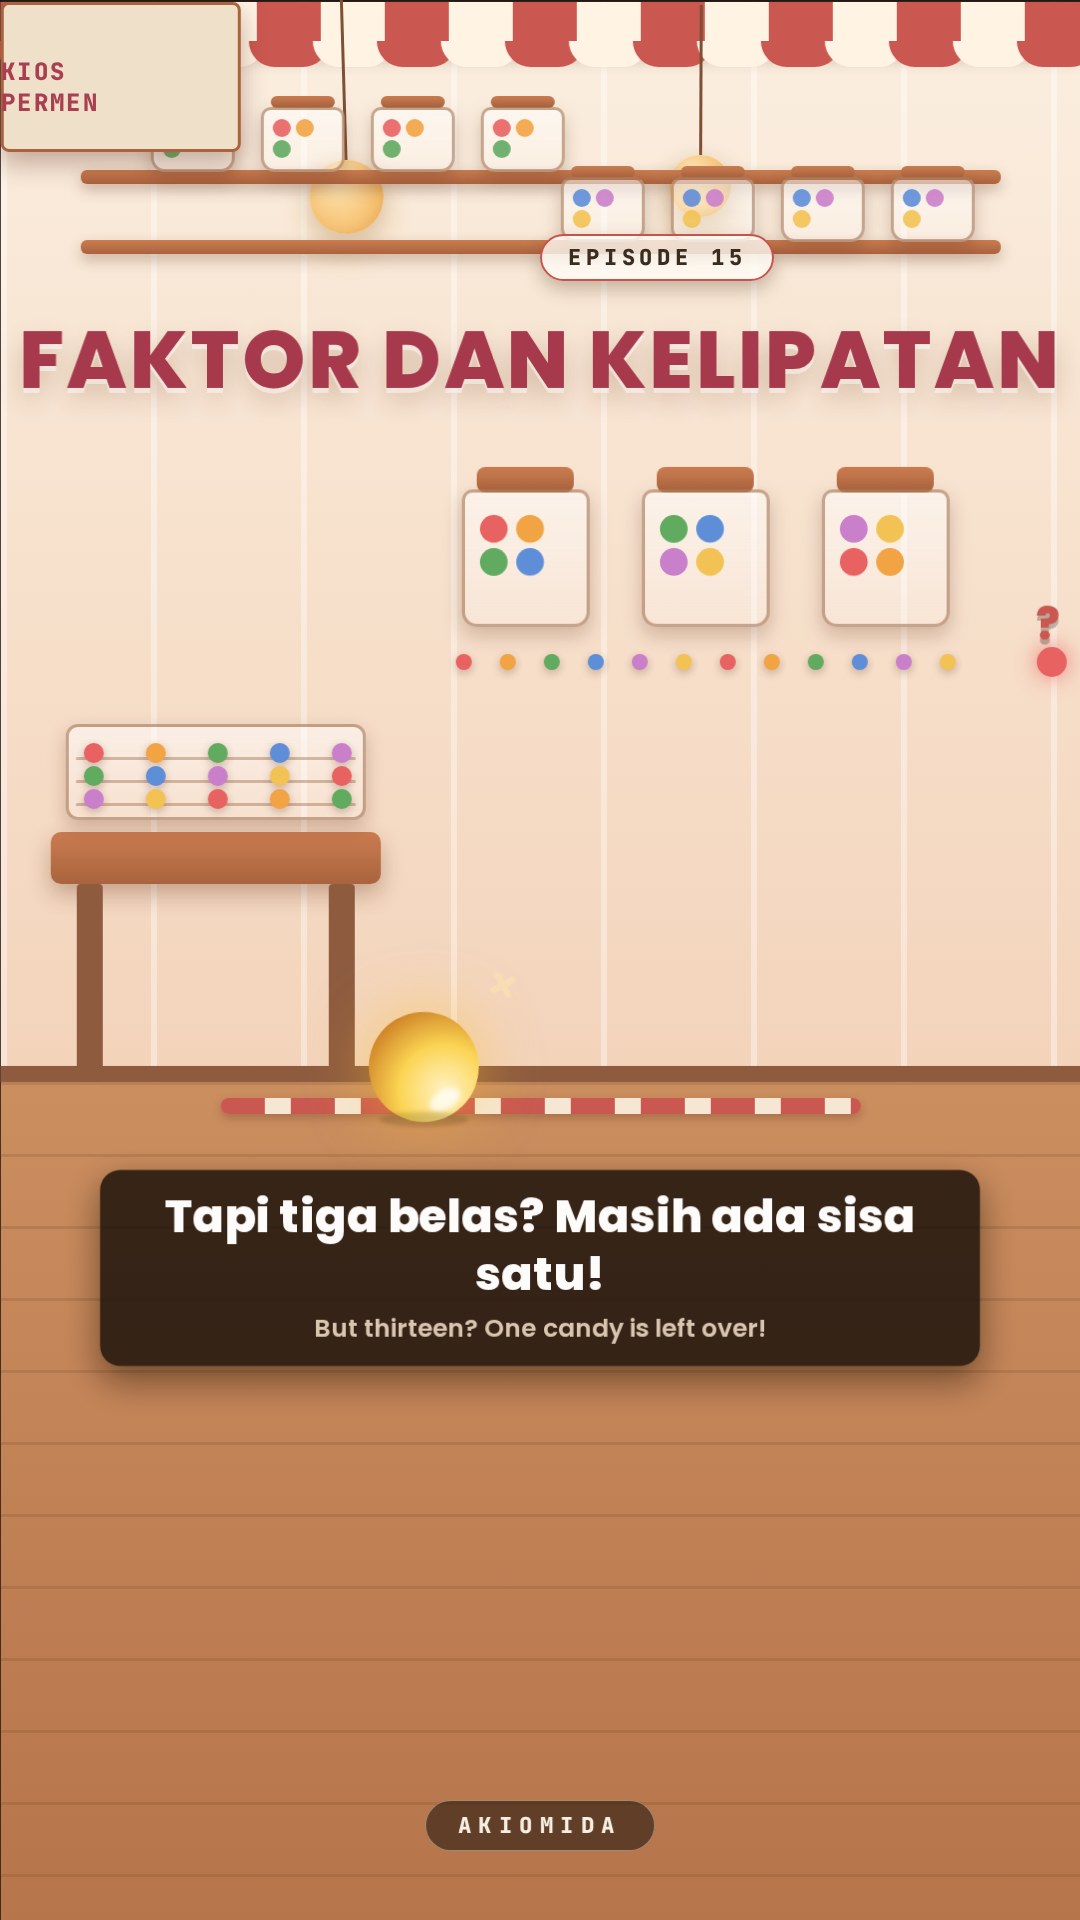 KIOS
PERMEN
EPISODE 15
FAKTOR DAN KELIPATAN
?
Tapi tiga belas? Masih ada sisa
satu!
But thirteen? One candy is left over!
AKIOMIDA